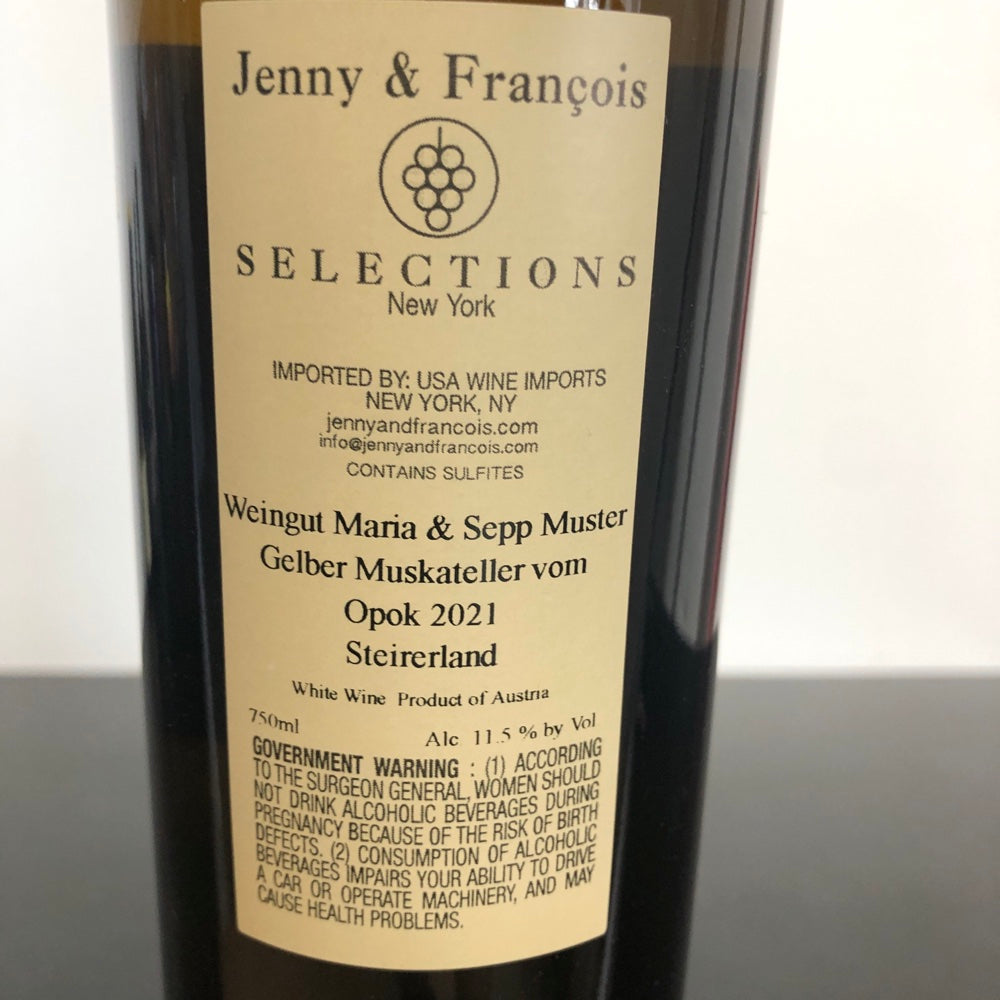 Jenny & François
SELECTIONS
New York
IMPORTED BY: USA WINE IMPORTS
NEW YORK, NY
jennyandfrancois.com
info@jennyandfrancois.com
CONTAINS SULFITES
Weingut Maria & Sepp Muster
Gelber Muskateller vom
Opok 2021
Steirerland
White Wine Product of Austria
750ml
Alc 11.5 % by Vol
GOVERNMENT WARNING : (1) ACCORDING
TO THE SURGEON GENERAL, WOMEN SHOULD
NOT DRINK ALCOHOLIC BEVERAGES DURING
PREGNANCY BECAUSE OF THE RISK OF BIRTH
DEFECTS. (2) CONSUMPTION OF ALCOHOLIC
BEVERAGES IMPAIRS YOUR ABILITY TO DRIVE
A CAR OR OPERATE MACHINERY, AND MAY
CAUSE HEALTH PROBLEMS.